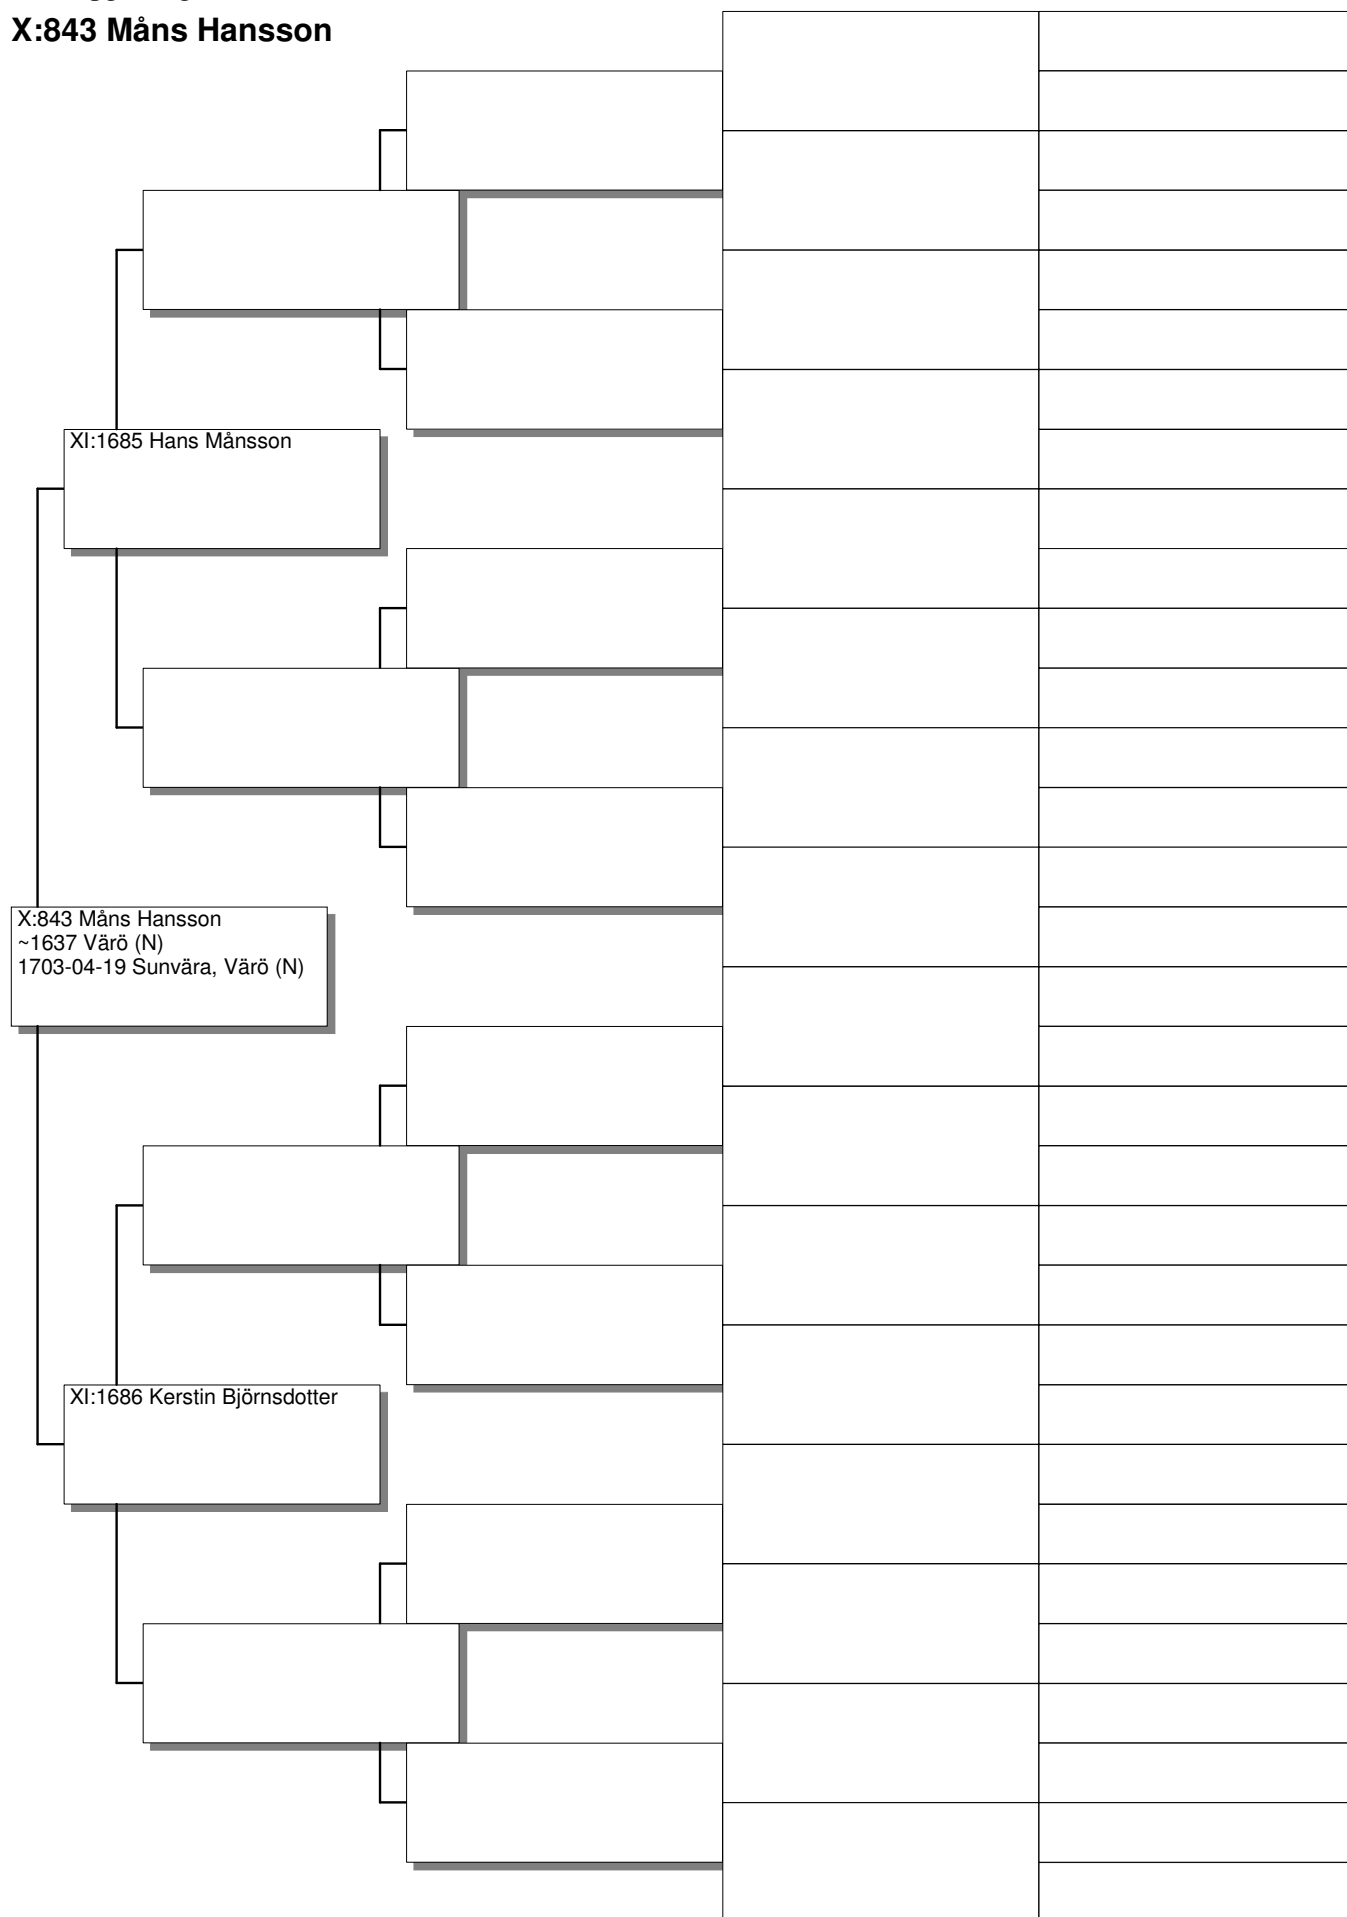 X:843 Måns Hansson
XI:1685 Hans Månsson
X:843 Måns Hansson
~1637 Värö (N)
1703-04-19 Sunvära, Värö (N)
XI:1686 Kerstin Björnsdotter